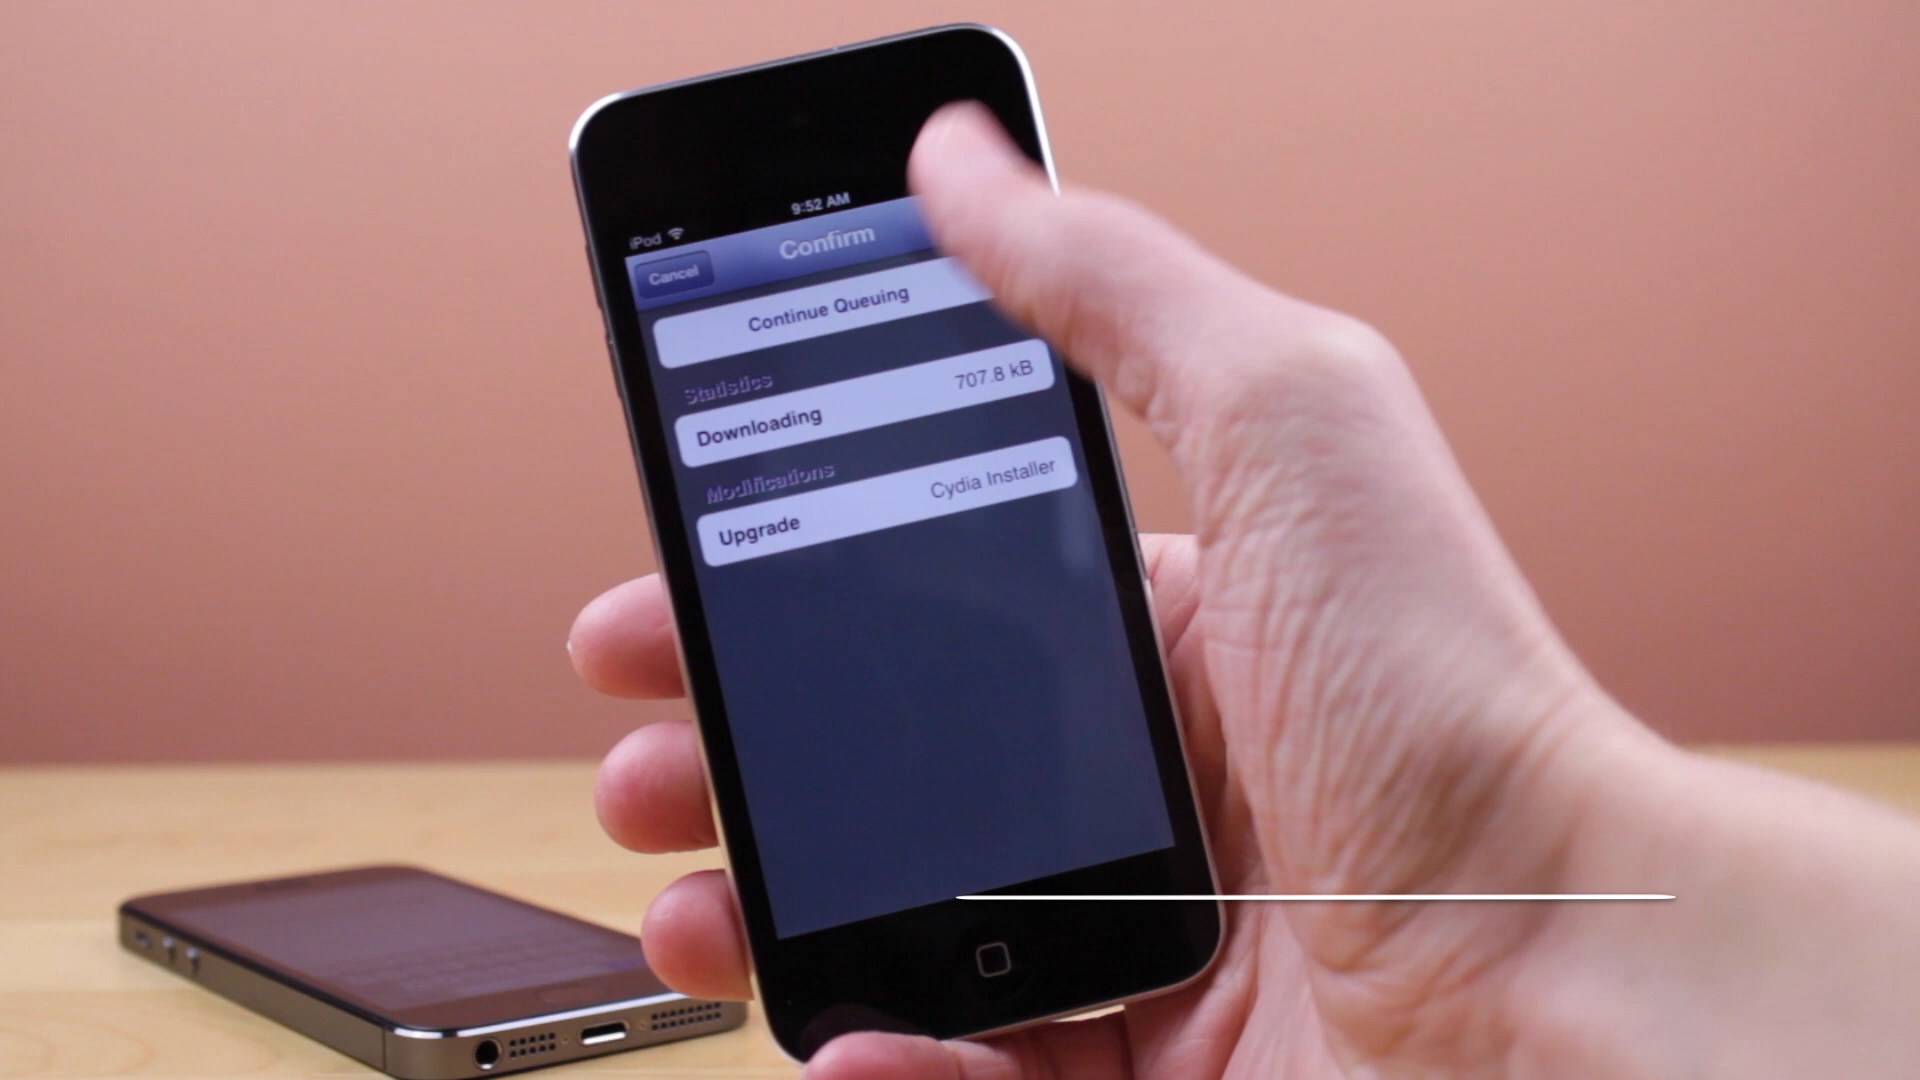 9:52 AM
iPod
Cancel
Confirm
Continue Queuing
Statistics
Downloading 707.8 kB
Modifications
Upgrade Cydia Installer